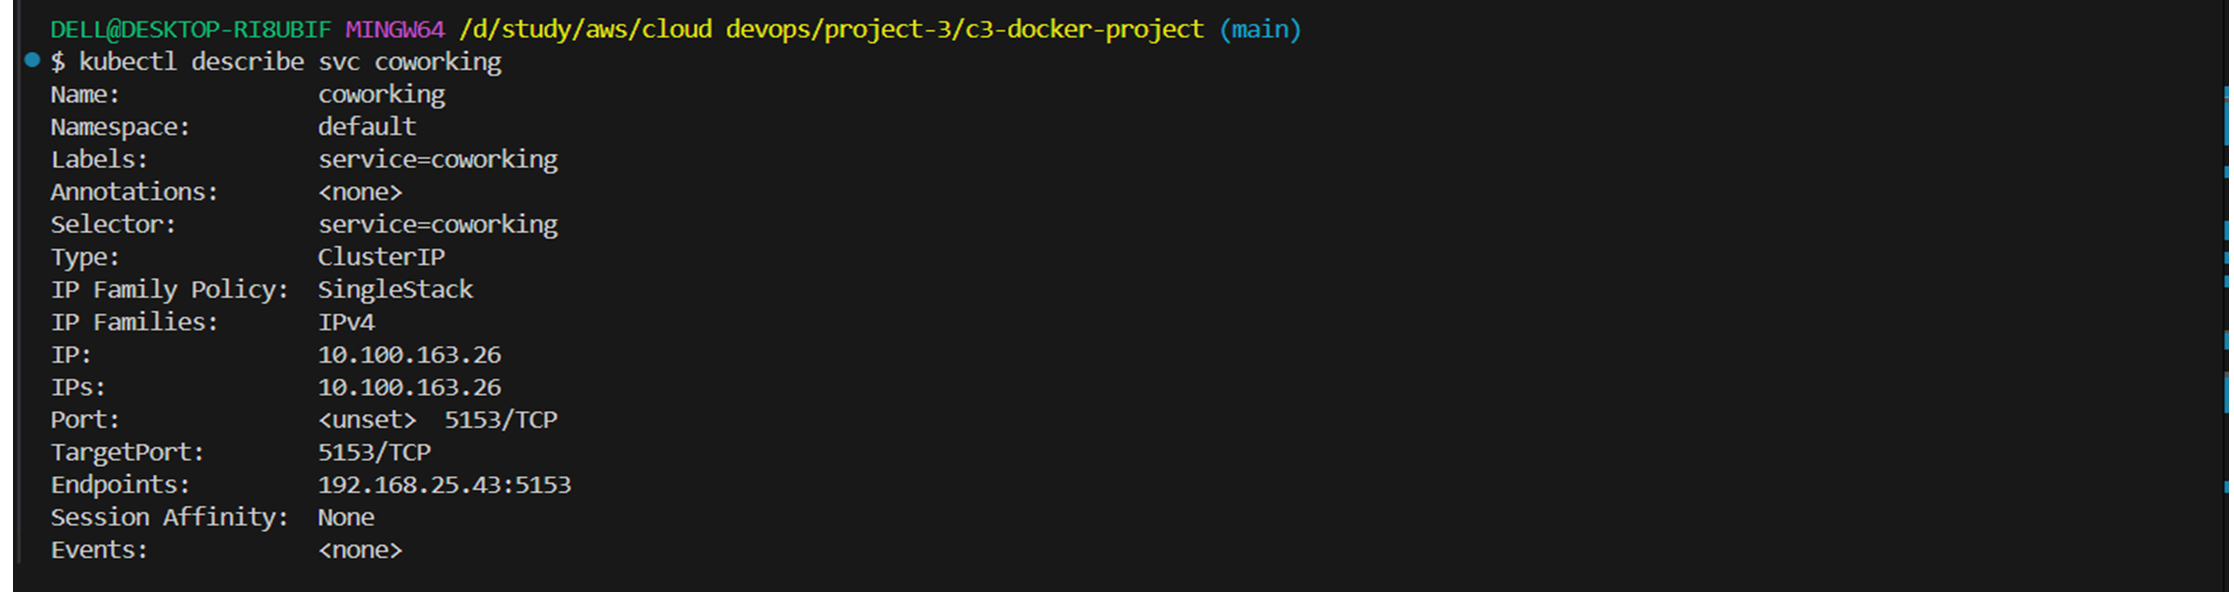 DELL@DESKTOP-RI8UBIF MINGW64 /d/study/aws/cloud devops/project-3/c3-docker-project (main)
$ kubectl describe svc coworking
Name:              coworking
Namespace:         default
Labels:            service=coworking
Annotations:       <none>
Selector:          service=coworking
Type:              ClusterIP
IP Family Policy:  SingleStack
IP Families:       IPv4
IP:                10.100.163.26
IPs:               10.100.163.26
Port:              <unset>  5153/TCP
TargetPort:        5153/TCP
Endpoints:         192.168.25.43:5153
Session Affinity:  None
Events:            <none>